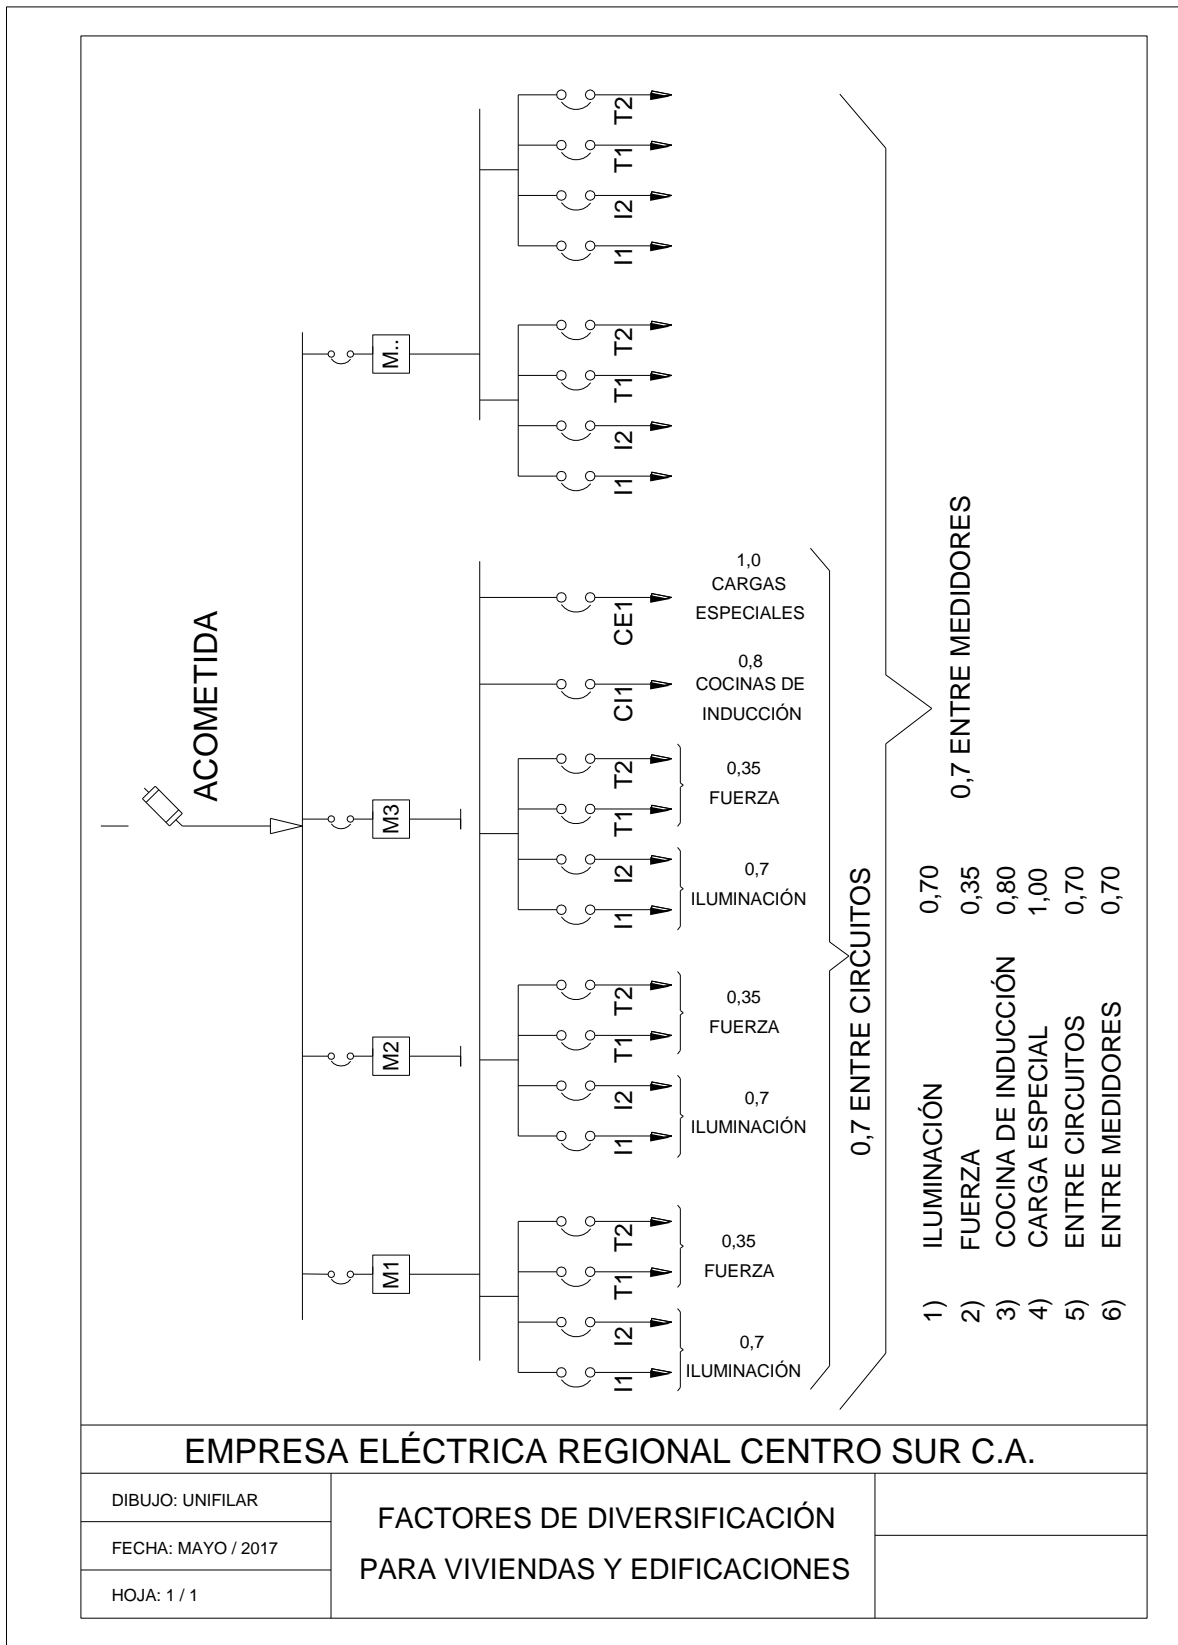 ACOMETIDA
M1
M2
M3
M..
I1
I2
T1
T2
I1
I2
T1
T2
I1
I2
T1
T2
CI1
CE1
I1
I2
T1
T2
I1
I2
T1
T2
0,7
ILUMINACIÓN
0,35
FUERZA
0,7
ILUMINACIÓN
0,35
FUERZA
0,7
ILUMINACIÓN
0,35
FUERZA
0,8
COCINAS DE
INDUCCIÓN
1,0
CARGAS
ESPECIALES
0,7 ENTRE CIRCUITOS
0,7 ENTRE MEDIDORES
1) ILUMINACIÓN 0,70
2) FUERZA 0,35
3) COCINA DE INDUCCIÓN 0,80
4) CARGA ESPECIAL 1,00
5) ENTRE CIRCUITOS 0,70
6) ENTRE MEDIDORES 0,70
EMPRESA ELÉCTRICA REGIONAL CENTRO SUR C.A.
DIBUJO: UNIFILAR
FECHA: MAYO / 2017
HOJA: 1 / 1
FACTORES DE DIVERSIFICACIÓN
PARA VIVIENDAS Y EDIFICACIONES